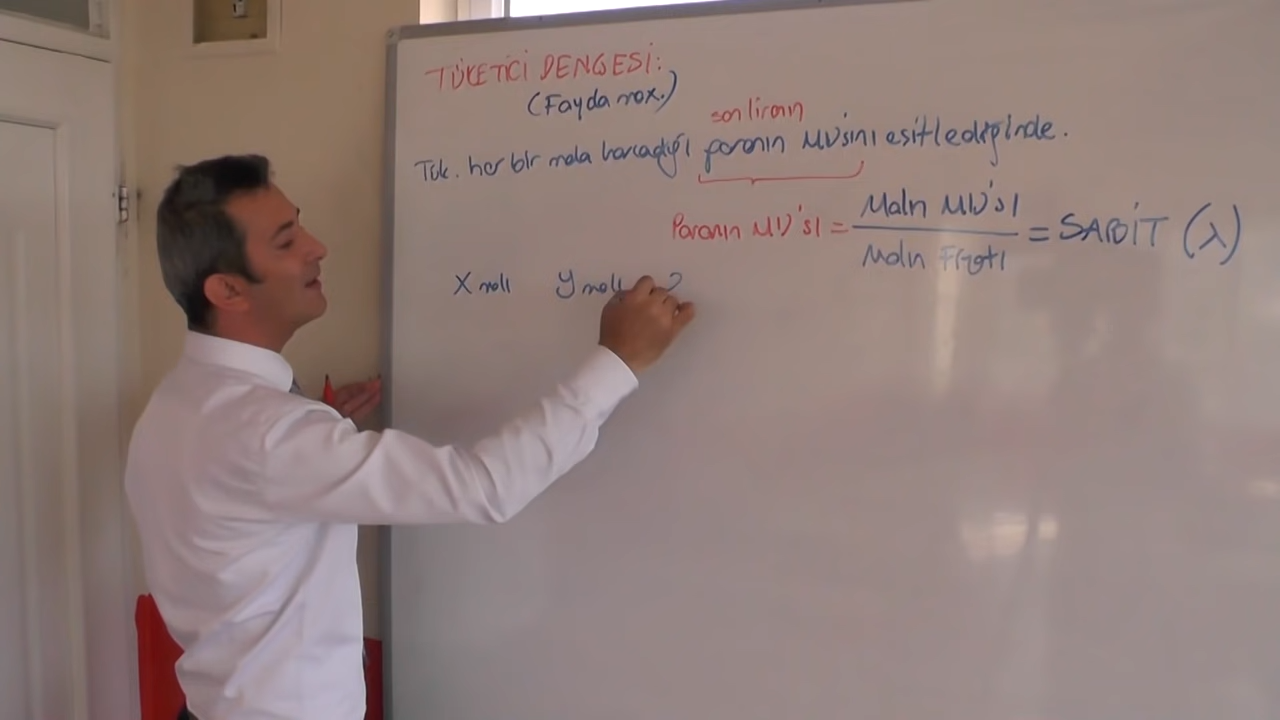 TÜKETİCİ DENGESİ:
(Fayda max.)
son liranın
Tük. her bir mala harcadığı paranın MU'sını eşitlediğinde.
Paranın MU'sı = Malın MU'sı / Malın Fiyatı = SABİT (λ)
X malı Y malı